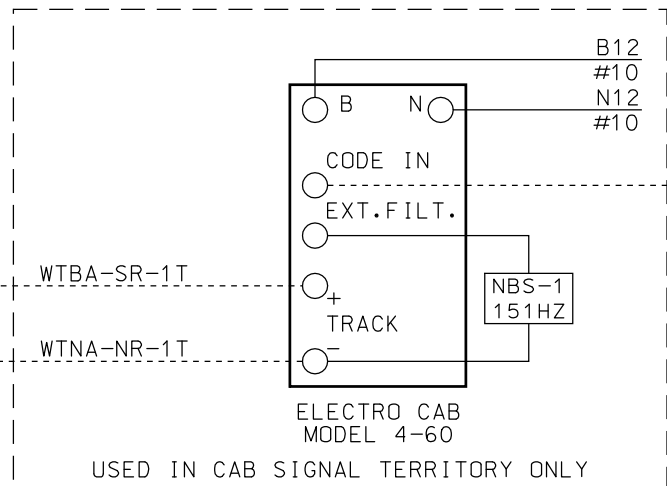 B12
#10
B N
N12
#10
CODE IN
EXT.FILT.
WTBA-SR-1T
+
NBS-1
151HZ
TRACK
WTNA-NR-1T
-
ELECTRO CAB
MODEL 4-60
USED IN CAB SIGNAL TERRITORY ONLY